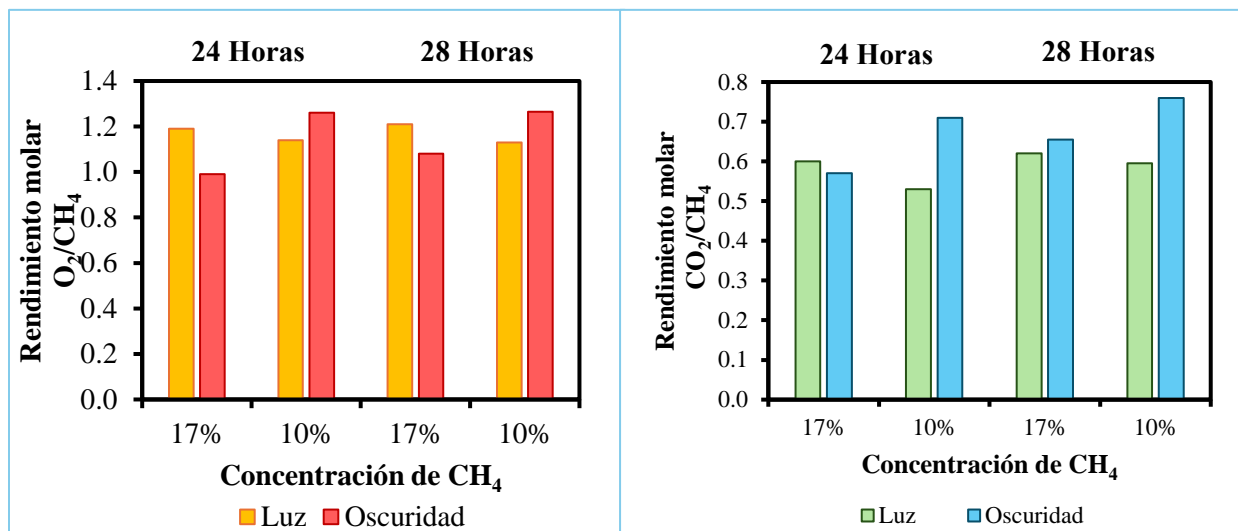 24 Horas 28 Horas
Rendimiento molar
O₂/CH₄
1.4
1.2
1.0
0.8
0.6
0.4
0.2
0.0
17% 10% 17% 10%
Concentración de CH₄
Luz Oscuridad
24 Horas 28 Horas
Rendimiento molar
CO₂/CH₄
0.8
0.7
0.6
0.5
0.4
0.3
0.2
0.1
0.0
17% 10% 17% 10%
Concentración de CH₄
Luz Oscuridad